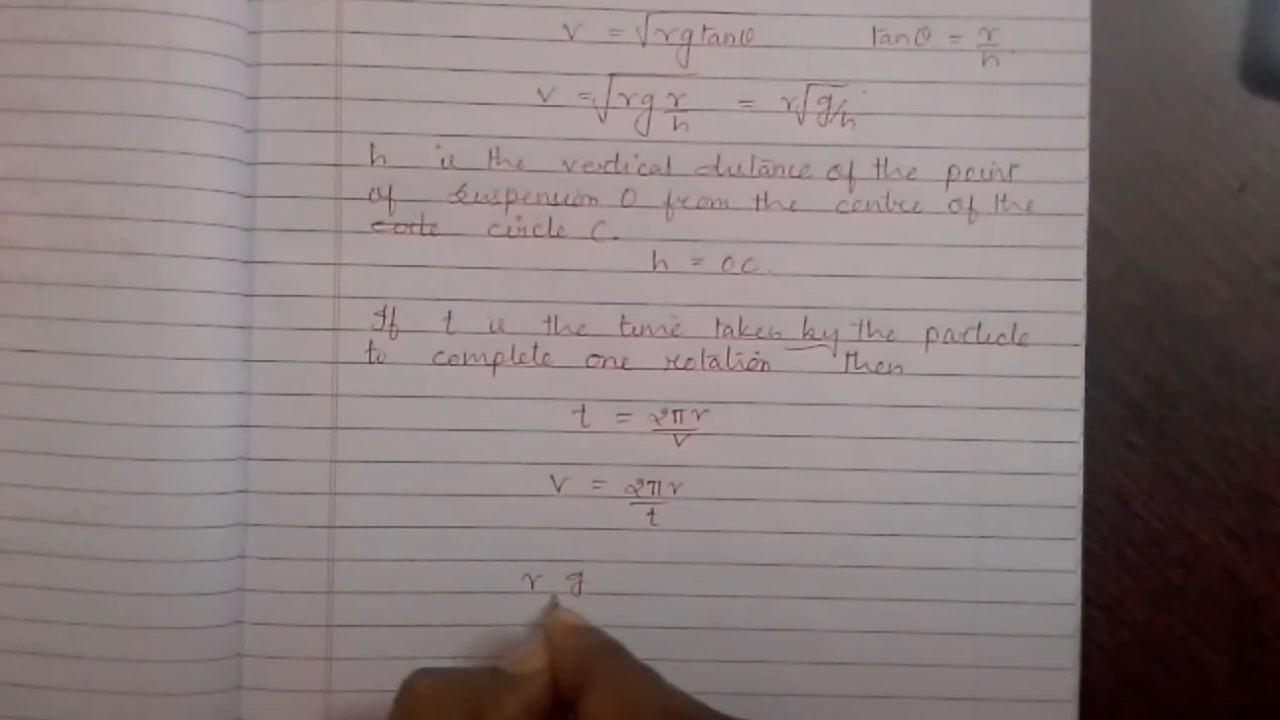 v = √rg tanθ tanθ = r/h
v = √rg r/h = r√g/h
h is the vertical distance of the point
of suspension O from the centre of the
circle C.
h = OC.
If t is the time taken by the particle
to complete one rotation then
t = 2πr/v
v = 2πr/t
r g